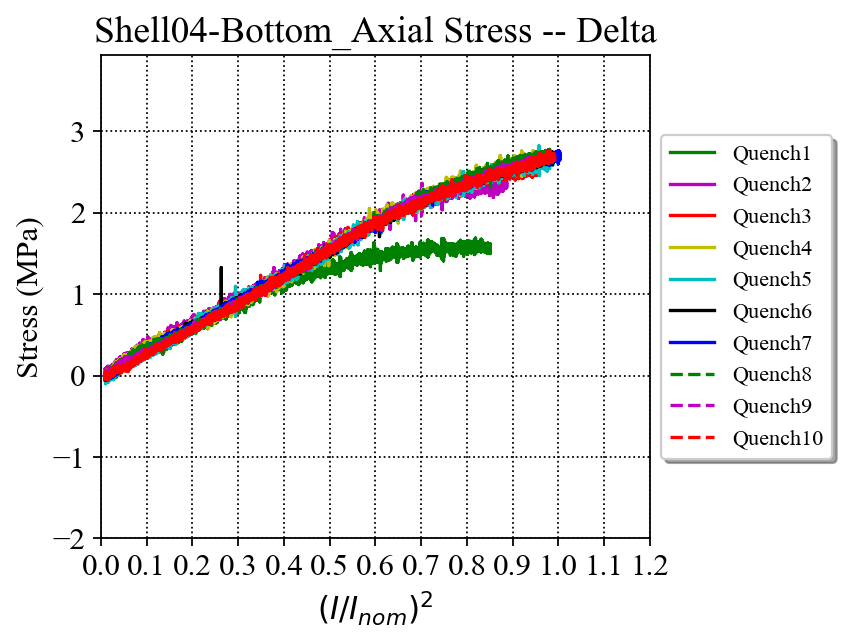 Shell04-Bottom_Axial Stress -- Delta
Stress (MPa)
3
2
1
0
−1
−2
0.0 0.1 0.2 0.3 0.4 0.5 0.6 0.7 0.8 0.9 1.0 1.1 1.2
(I/I_nom)^2
Quench1
Quench2
Quench3
Quench4
Quench5
Quench6
Quench7
Quench8
Quench9
Quench10